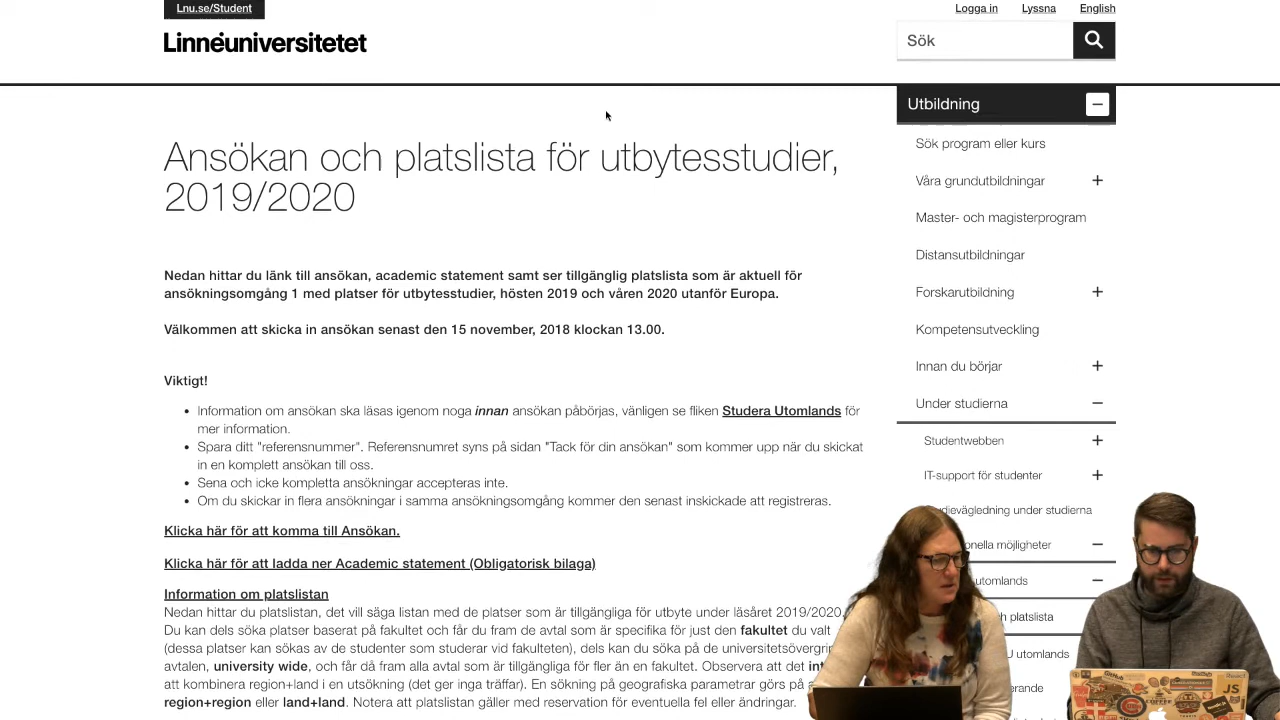 Lnu.se/Student
Logga in
Lyssna
English
Linnéuniversitetet
Sök
Utbildning
Sök program eller kurs
Våra grundutbildningar
Master- och magisterprogram
Distansutbildningar
Forskarutbildning
Kompetensutveckling
Innan du börjar
Under studierna
Studentwebben
IT-support för studenter
under studierna
möjligheter
utomlands
platslista
utomlands
Ansökan och platslista för utbytesstudier,
2019/2020
Nedan hittar du länk till ansökan, academic statement samt ser tillgänglig platslista som är aktuell för
ansökningsomgång 1 med platser för utbytesstudier, hösten 2019 och våren 2020 utanför Europa.
Välkommen att skicka in ansökan senast den 15 november, 2018 klockan 13.00.
Viktigt!
Information om ansökan ska läsas igenom noga innan ansökan påbörjas, vänligen se fliken Studera Utomlands för
mer information.
Spara ditt "referensnummer". Referensnumret syns på sidan "Tack för din ansökan" som kommer upp när du skickat
in en komplett ansökan till oss.
Sena och icke kompletta ansökningar accepteras inte.
Om du skickar in flera ansökningar i samma ansökningsomgång kommer den senast inskickade att registreras.
Klicka här för att komma till Ansökan.
Klicka här för att ladda ner Academic statement (Obligatorisk bilaga)
Information om platslistan
Nedan hittar du platslistan, det vill säga listan med de platser som är tillgängliga för utbyte under läsåret 2019/2020.
Du kan dels söka platser baserat på fakultet och får du fram de avtal som är specifika för just den fakultet du valt
(dessa platser kan sökas av de studenter som studerar vid fakulteten), dels kan du söka på de
avtalen, university wide, och får då fram alla avtal som är tillgängliga för fler än en fakultet. Observera att det
att kombinera region+land i en utsökning (det ger inga träffar). En sökning på geografiska parametrar görs på
region+region eller land+land. Notera att platslistan gäller med reservation för eventuella fel eller ändringar.
GitHub
JS